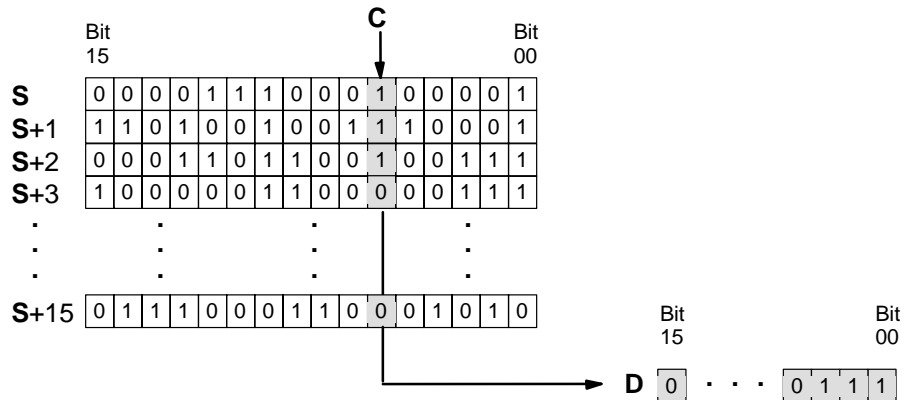 C
Bit Bit
15 00
S 0 0 0 0 1 1 1 0 0 0 1 0 0 0 0 1
S+1 1 1 0 1 0 0 1 0 0 1 1 1 0 0 0 1
S+2 0 0 0 1 1 0 1 1 0 0 1 0 0 1 1 1
S+3 1 0 0 0 0 0 1 1 0 0 0 0 0 1 1 1
. . . .
. . . .
. . . .
S+15 0 1 1 1 0 0 0 1 1 0 0 0 1 0 1 0
Bit Bit
15 00
D 0 . . . 0 1 1 1